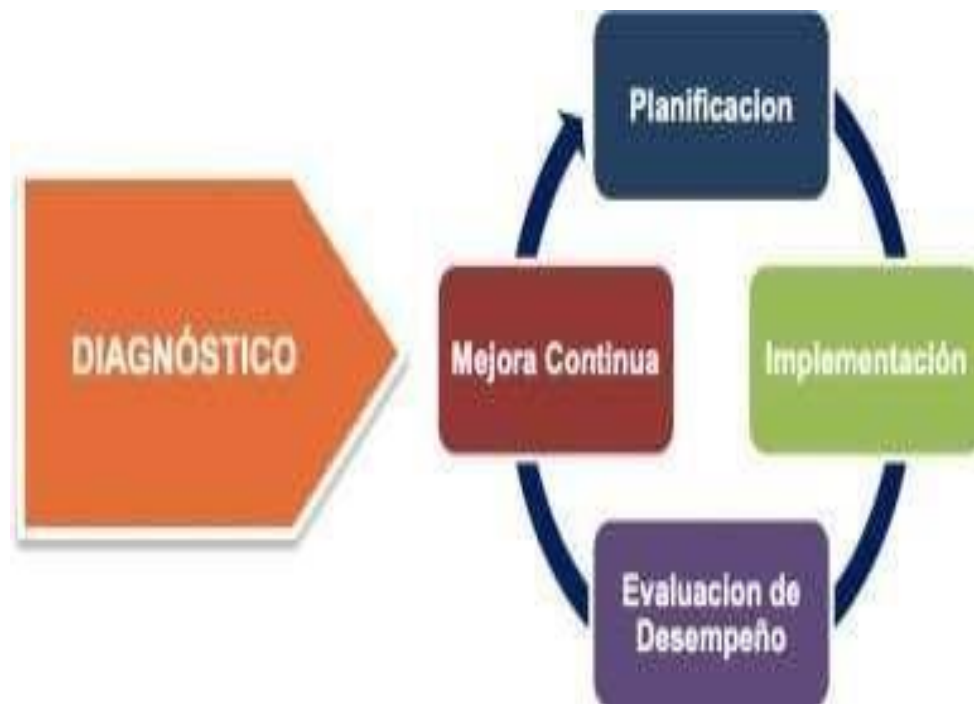 DIAGNÓSTICO
Planificacion
Implementación
Evaluacion de
Desempeño
Mejora Continua